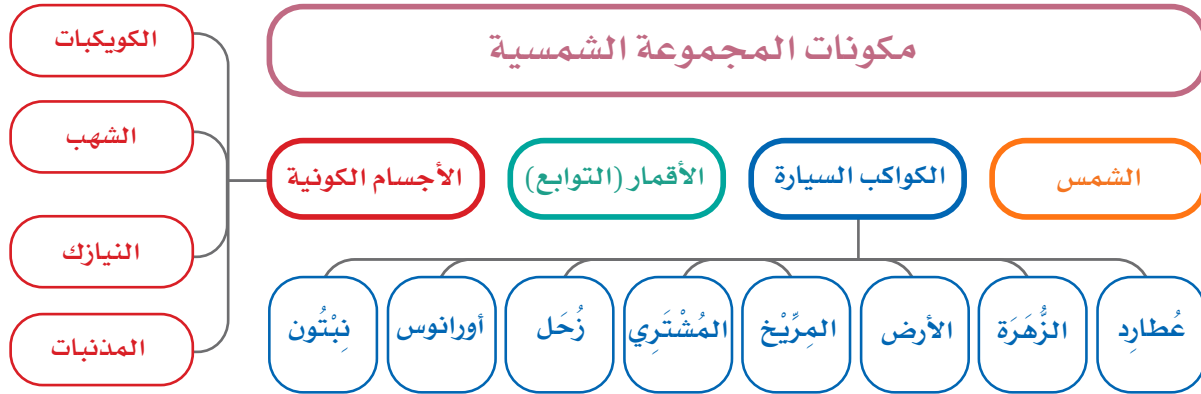 مكونات المجموعة الشمسية
الشمس
الكواكب السيارة
الأقمار (التوابع)
الأجسام الكونية
عُطارِد
الزُّهَرَة
الأرض
المِرِّيْخ
المُشْتَرِي
زُحَل
أورانوس
نِبْتُون
الكويكبات
الشهب
النيازك
المذنبات